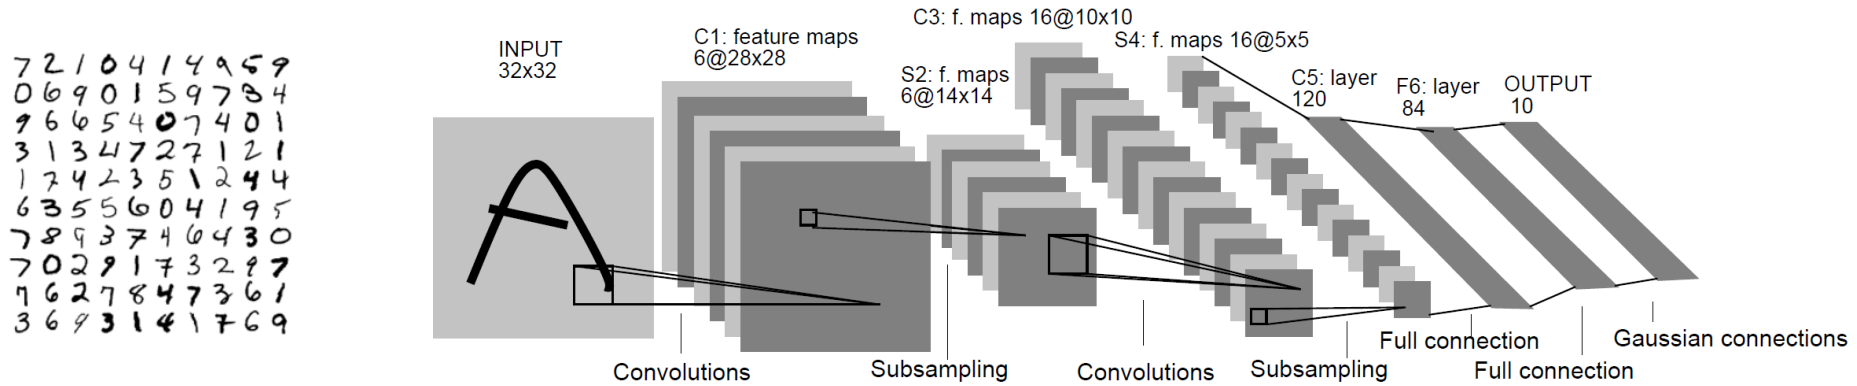 7 2 1 0 4 1 4 9 5 9
0 6 9 0 1 5 9 7 3 4
9 6 6 5 4 0 7 4 0 1
3 1 3 4 7 2 7 1 2 1
1 7 4 2 3 5 1 2 4 4
6 3 5 5 6 0 4 1 9 5
7 8 9 3 7 4 6 4 3 0
7 0 2 9 1 7 3 2 9 7
7 6 2 7 8 4 7 3 6 1
3 6 9 3 1 4 1 7 6 9
INPUT
32x32
A
C1: feature maps
6@28x28
S2: f. maps
6@14x14
C3: f. maps 16@10x10
S4: f. maps 16@5x5
C5: layer
120
F6: layer
84
OUTPUT
10
Convolutions
Subsampling
Convolutions
Subsampling
Full connection
Full connection
Gaussian connections